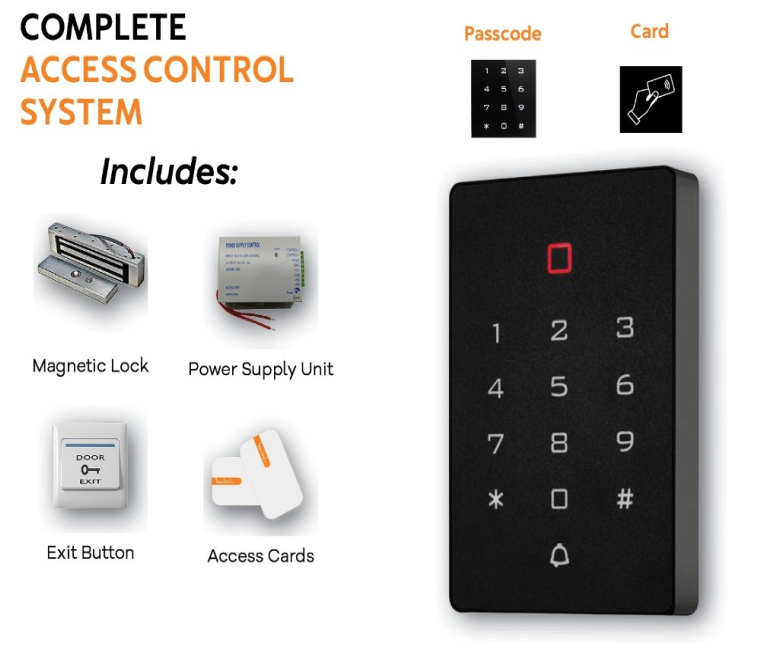 COMPLETE
ACCESS CONTROL
SYSTEM
Includes:
Magnetic Lock
POWER SUPPLY CONTROL
Power Supply Unit
DOOR
EXIT
Exit Button
Access Cards
Passcode
Card
1 2 3
4 5 6
7 8 9
* 0 #
1 2 3
4 5 6
7 8 9
* 0 #